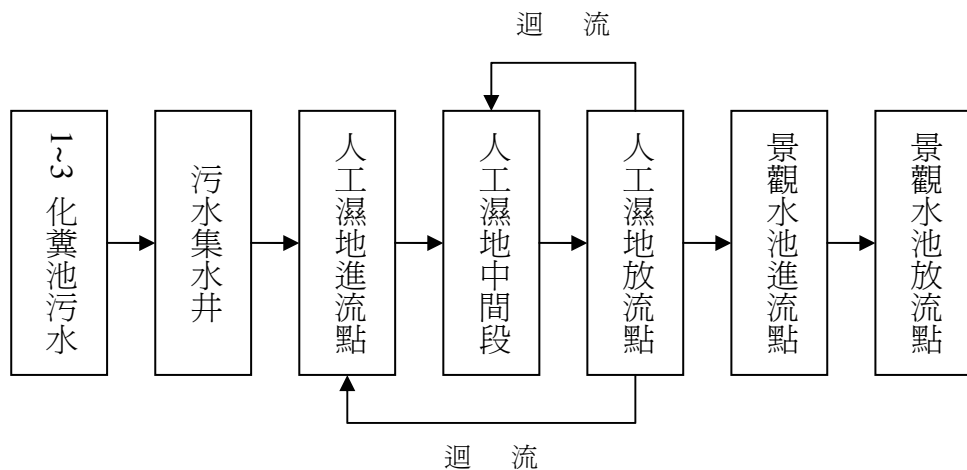 迴 流
1~3 化糞池污水
污水集水井
人工濕地進流點
人工濕地中間段
人工濕地放流點
景觀水池進流點
景觀水池放流點
迴 流